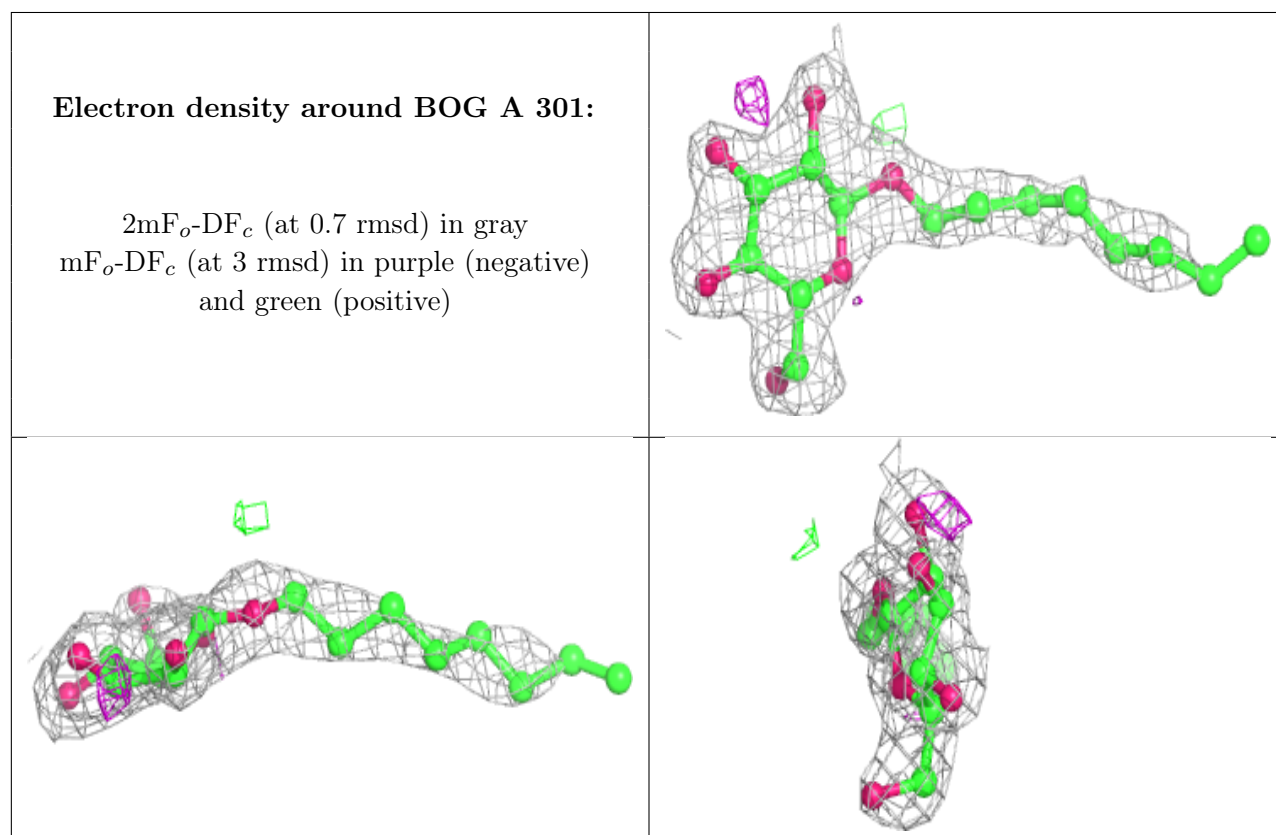 Electron density around BOG A 301:
2mFo-DFc (at 0.7 rmsd) in gray
mFo-DFc (at 3 rmsd) in purple (negative)
and green (positive)